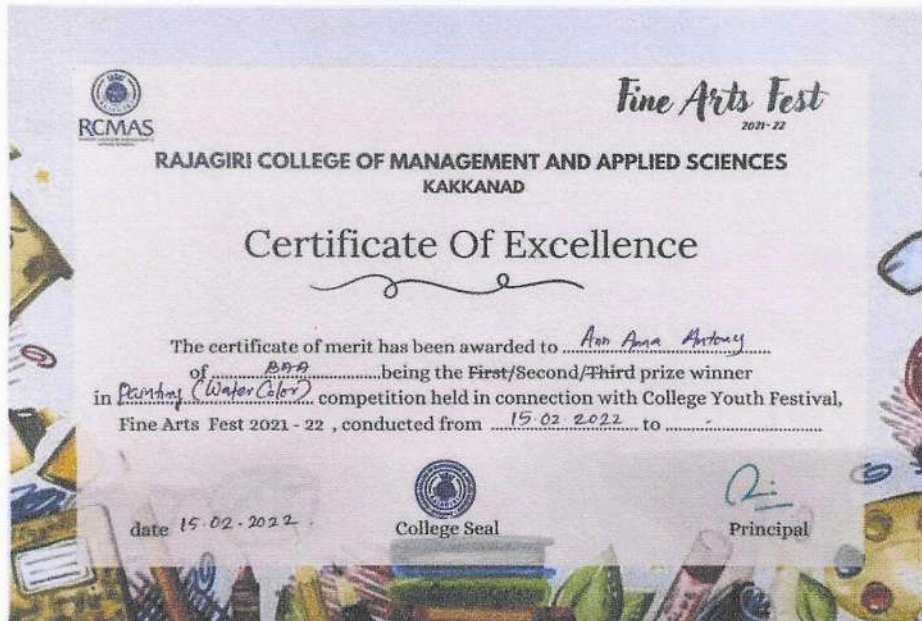 RCMAS
Fine Arts Fest
2021-22
RAJAGIRI COLLEGE OF MANAGEMENT AND APPLIED SCIENCES
KAKKANAD
Certificate Of Excellence
The certificate of merit has been awarded to Ann Anna Antony
of BAA being the First/Second/Third prize winner
in Painting (Water Color) competition held in connection with College Youth Festival,
Fine Arts Fest 2021 - 22 , conducted from 15.02.2022 to
date 15.02.2022.
College Seal
Principal